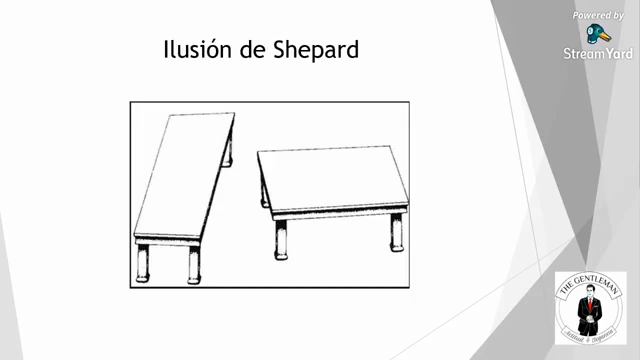 Powered by
StreamYard
Ilusión de Shepard
THE GENTLEMAN